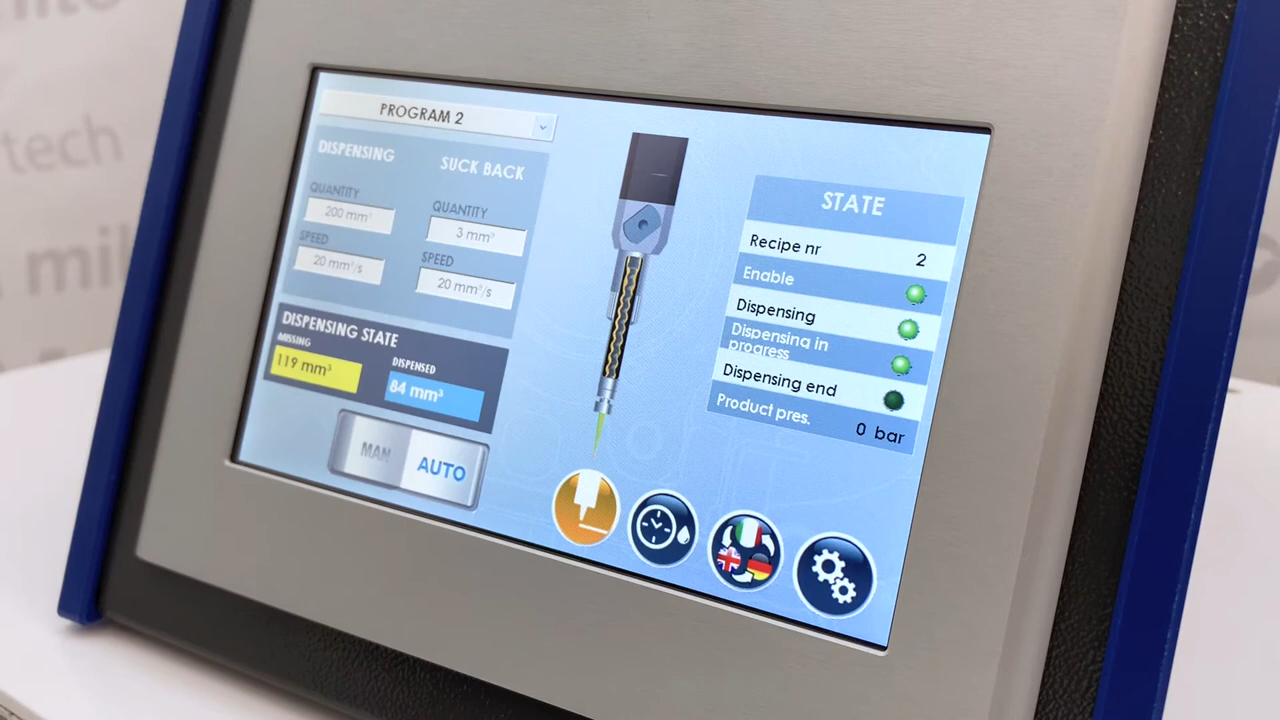 tech
mil
PROGRAM 2
DISPENSING
QUANTITY
200 mm³
SPEED
20 mm³/s
SUCK BACK
QUANTITY
3 mm³
SPEED
20 mm³/s
DISPENSING STATE
MISSING
119 mm³
DISPENSED
84 mm³
MAN
AUTO
STATE
Recipe nr 2
Enable
Dispensing
Dispensing in
progress
Dispensing end
Product pres. 0 bar